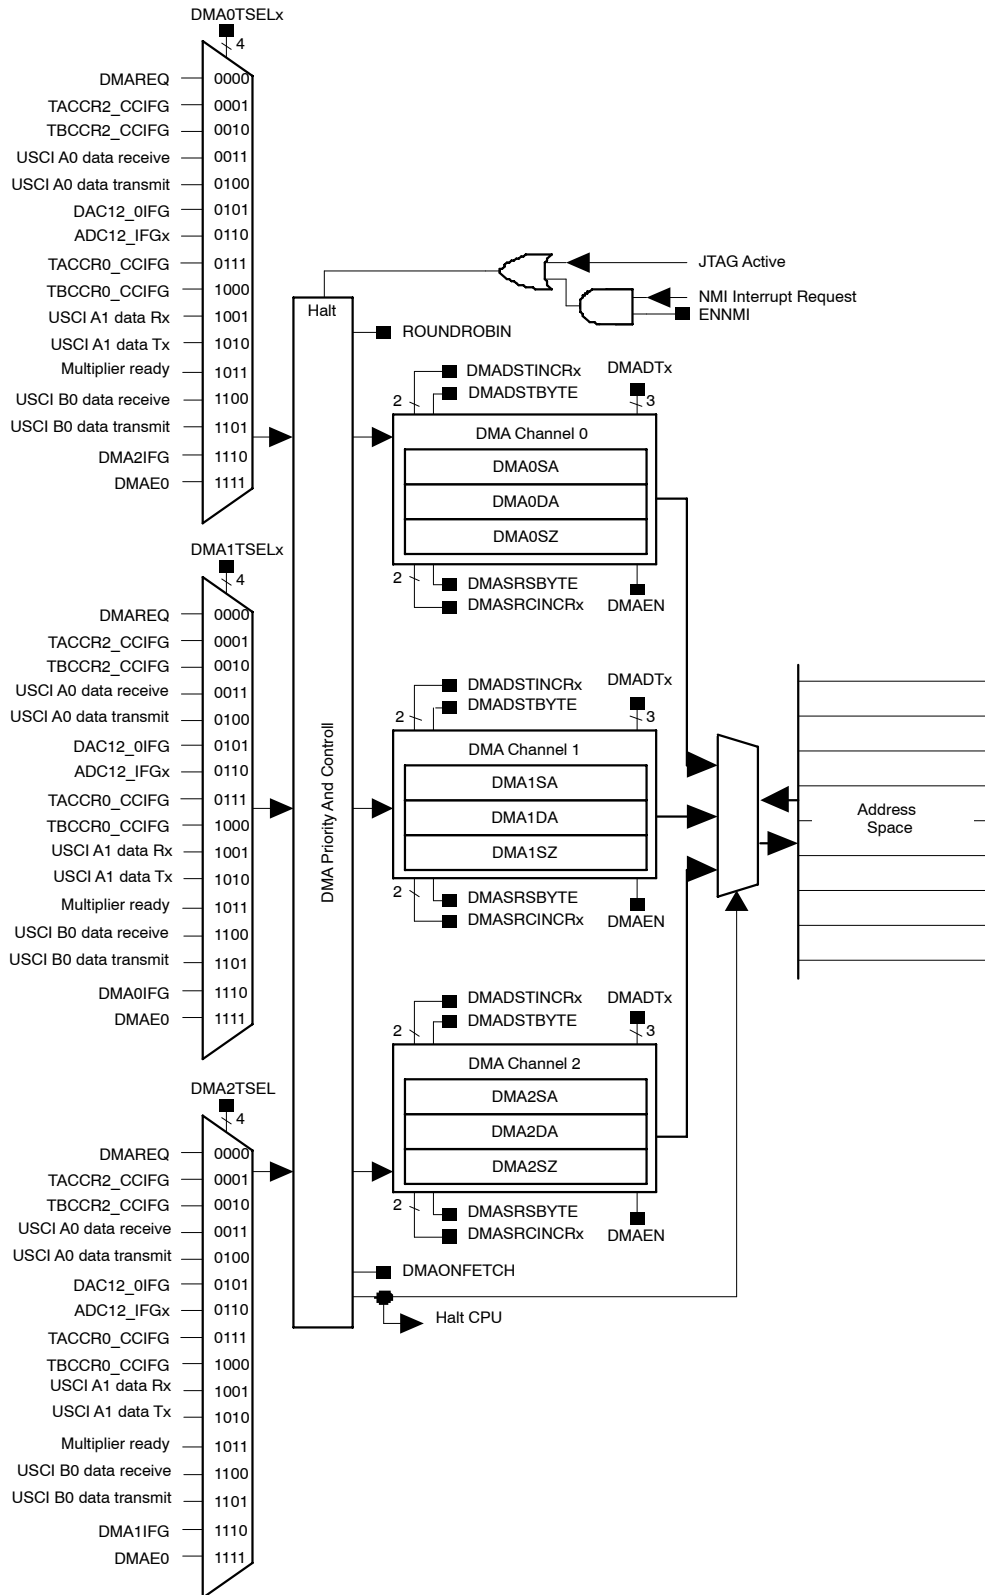 DMA0TSELx
4
DMAREQ 0000
TACCR2_CCIFG 0001
TBCCR2_CCIFG 0010
USCI A0 data receive 0011
USCI A0 data transmit 0100
DAC12_0IFG 0101
ADC12_IFGx 0110
TACCR0_CCIFG 0111
TBCCR0_CCIFG 1000
USCI A1 data Rx 1001
USCI A1 data Tx 1010
Multiplier ready 1011
USCI B0 data receive 1100
USCI B0 data transmit 1101
DMA2IFG 1110
DMAE0 1111
DMA1TSELx
4
DMAREQ 0000
TACCR2_CCIFG 0001
TBCCR2_CCIFG 0010
USCI A0 data receive 0011
USCI A0 data transmit 0100
DAC12_0IFG 0101
ADC12_IFGx 0110
TACCR0_CCIFG 0111
TBCCR0_CCIFG 1000
USCI A1 data Rx 1001
USCI A1 data Tx 1010
Multiplier ready 1011
USCI B0 data receive 1100
USCI B0 data transmit 1101
DMA0IFG 1110
DMAE0 1111
DMA2TSEL
4
DMAREQ 0000
TACCR2_CCIFG 0001
TBCCR2_CCIFG 0010
USCI A0 data receive 0011
USCI A0 data transmit 0100
DAC12_0IFG 0101
ADC12_IFGx 0110
TACCR0_CCIFG 0111
TBCCR0_CCIFG 1000
USCI A1 data Rx 1001
USCI A1 data Tx 1010
Multiplier ready 1011
USCI B0 data receive 1100
USCI B0 data transmit 1101
DMA1IFG 1110
DMAE0 1111
Halt
DMA Priority And Controll
JTAG Active
NMI Interrupt Request
ENNMI
ROUNDROBIN
DMADSTINCRx
DMADTx
2
DMADSTBYTE
3
DMA Channel 0
DMA0SA
DMA0DA
DMA0SZ
2
DMASRSBYTE
DMASRCINCRx
DMAEN
DMADSTINCRx
DMADTx
2
DMADSTBYTE
3
DMA Channel 1
DMA1SA
DMA1DA
DMA1SZ
2
DMASRSBYTE
DMASRCINCRx
DMAEN
DMADSTINCRx
DMADTx
2
DMADSTBYTE
3
DMA Channel 2
DMA2SA
DMA2DA
DMA2SZ
2
DMASRSBYTE
DMASRCINCRx
DMAEN
DMAONFETCH
Halt CPU
Address
Space